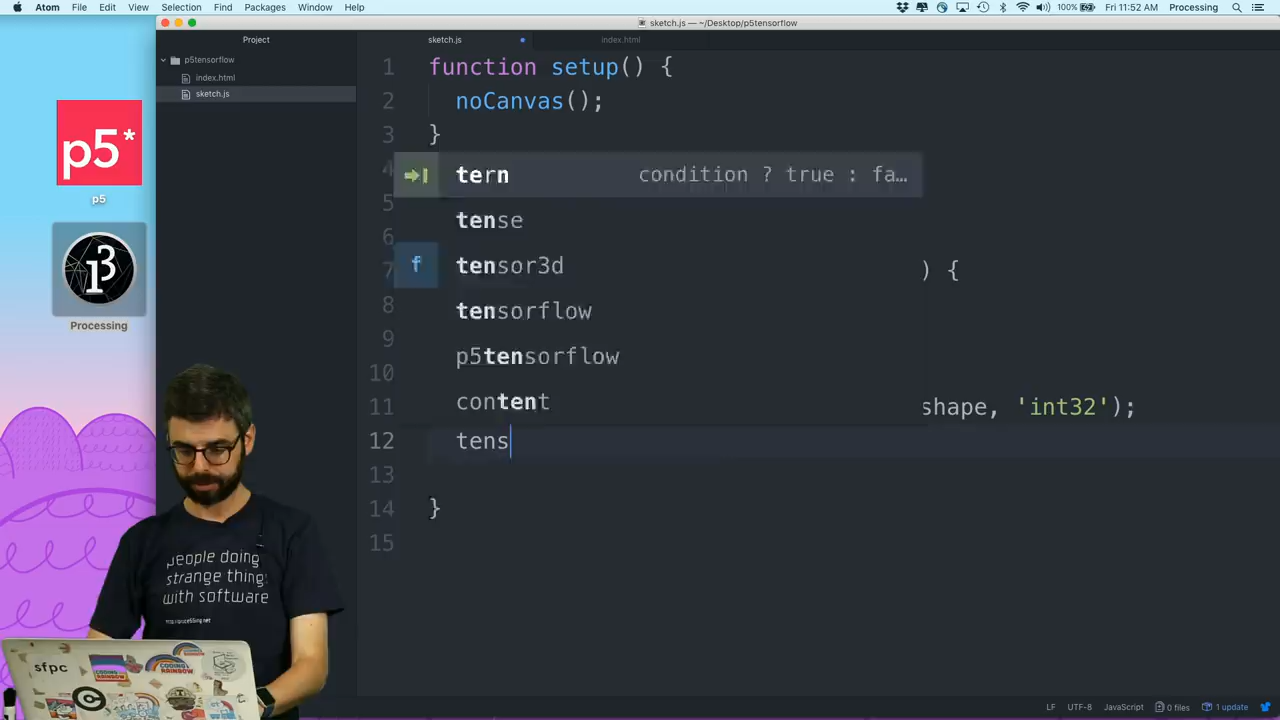 Atom File Edit View Selection Find Packages Window Help
100% Fri 11:52 AM Processing
sketch.js — ~/Desktop/p5tensorflow
Project
sketch.js
index.html
p5tensorflow
index.html
sketch.js
p5*
p5
Processing
1 function setup() {
2 noCanvas();
3 }
4 tern condition ? true : fa…
5 tense
6
f tensor3d
7 ) {
8 tensorflow
9
p5tensorflow
10
content
11 shape, 'int32');
12 tens
13
14 }
15
people doing
strange things
with software
sfpc
CODING
RAINBOW
CODING
RAINBOW
LF UTF-8 JavaScript 0 files 1 update